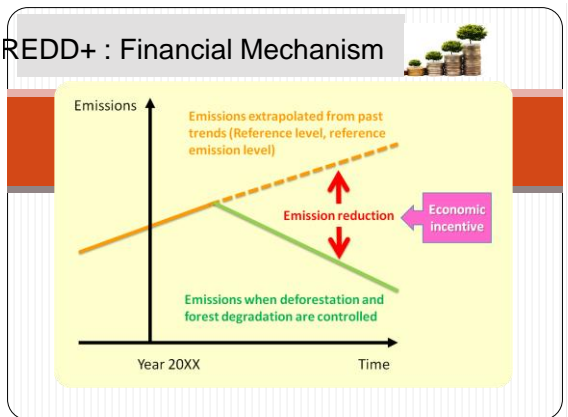 REDD+ : Financial Mechanism
Emissions
Emissions extrapolated from past
trends (Reference level, reference
emission level)
Emission reduction
Economic
incentive
Emissions when deforestation and
forest degradation are controlled
Year 20XX
Time